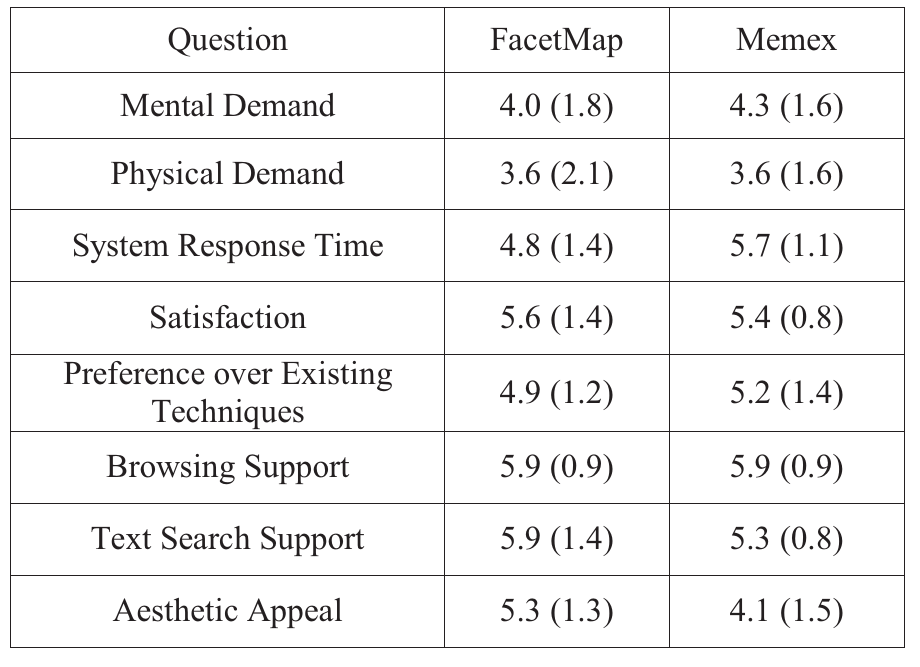 Question FacetMap Memex
Mental Demand 4.0 (1.8) 4.3 (1.6)
Physical Demand 3.6 (2.1) 3.6 (1.6)
System Response Time 4.8 (1.4) 5.7 (1.1)
Satisfaction 5.6 (1.4) 5.4 (0.8)
Preference over Existing
Techniques 4.9 (1.2) 5.2 (1.4)
Browsing Support 5.9 (0.9) 5.9 (0.9)
Text Search Support 5.9 (1.4) 5.3 (0.8)
Aesthetic Appeal 5.3 (1.3) 4.1 (1.5)